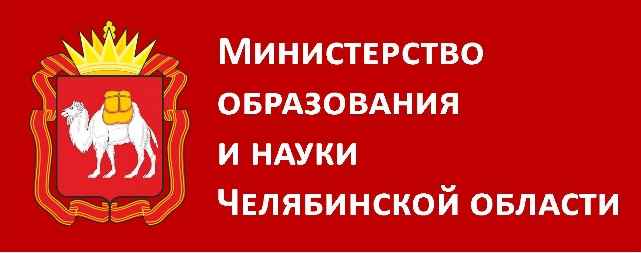 Министерство
образования
и науки
Челябинской области